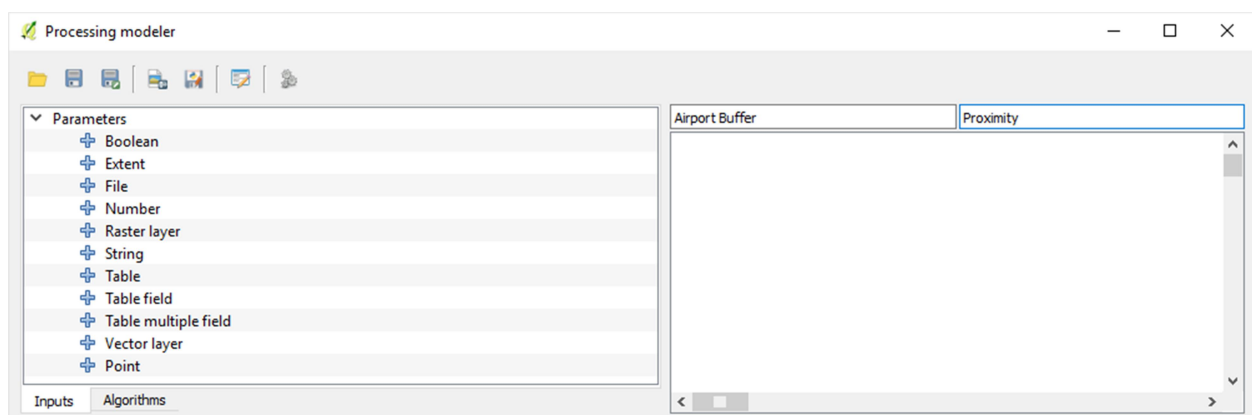 Processing modeler
Parameters
Boolean
Extent
File
Number
Raster layer
String
Table
Table field
Table multiple field
Vector layer
Point
Inputs Algorithms
Airport Buffer Proximity